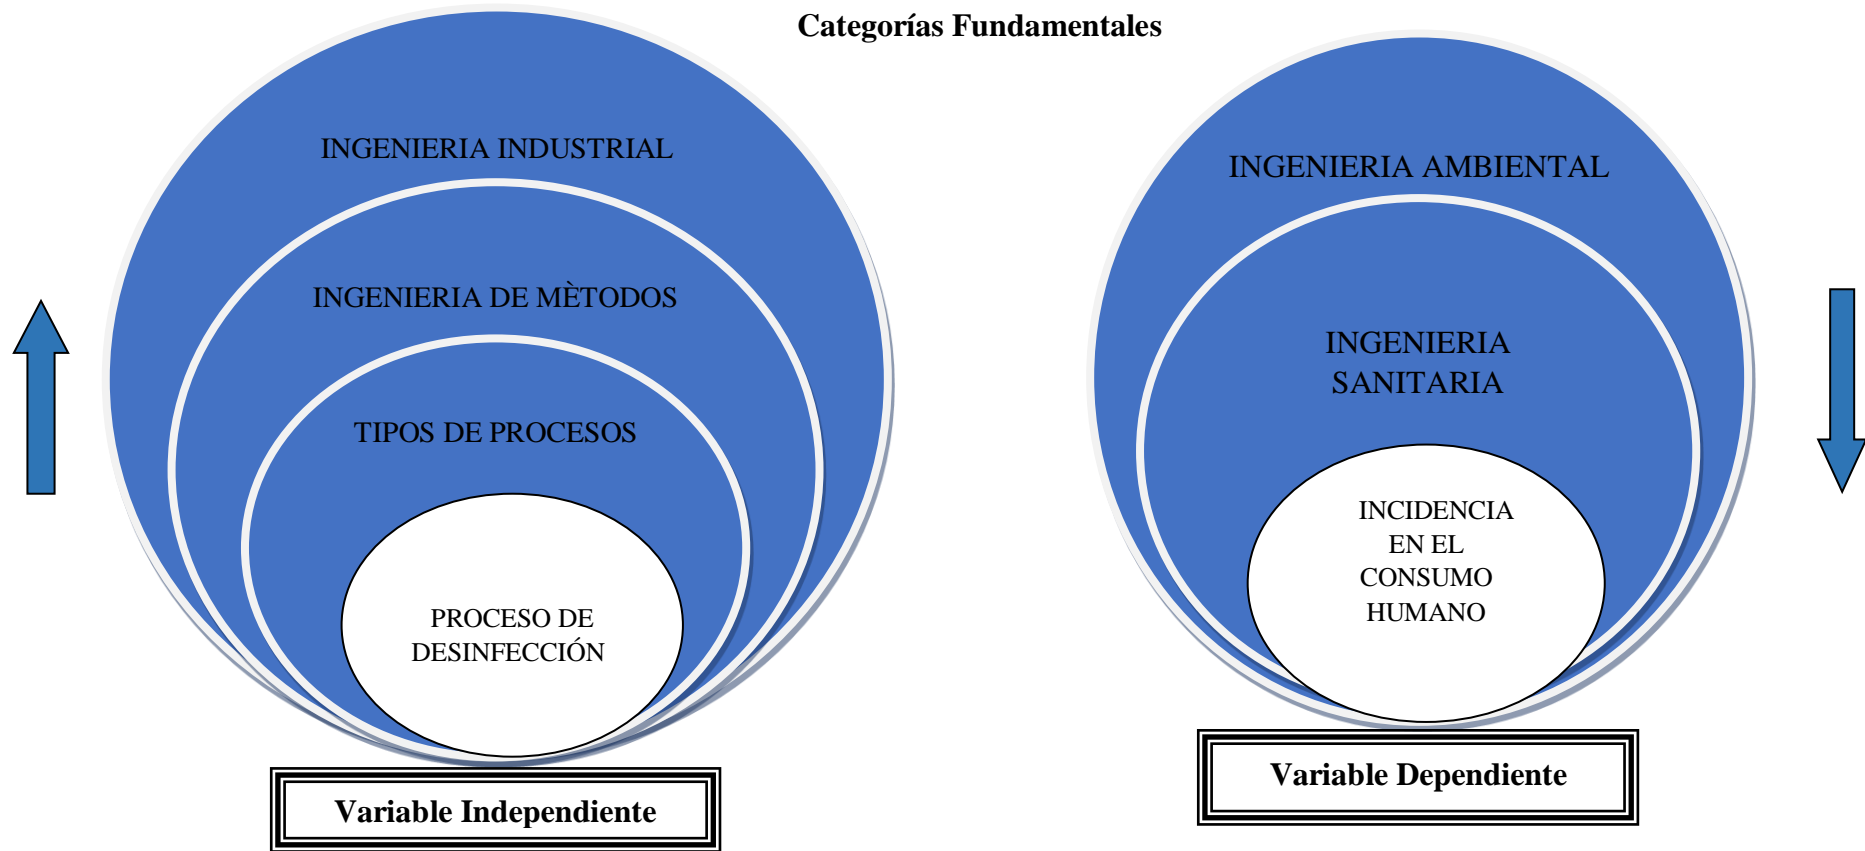 Categorías Fundamentales
INGENIERIA INDUSTRIAL
INGENIERIA DE MÈTODOS
TIPOS DE PROCESOS
PROCESO DE
DESINFECCIÓN
Variable Independiente
INGENIERIA AMBIENTAL
INGENIERIA
SANITARIA
INCIDENCIA
EN EL
CONSUMO
HUMANO
Variable Dependiente